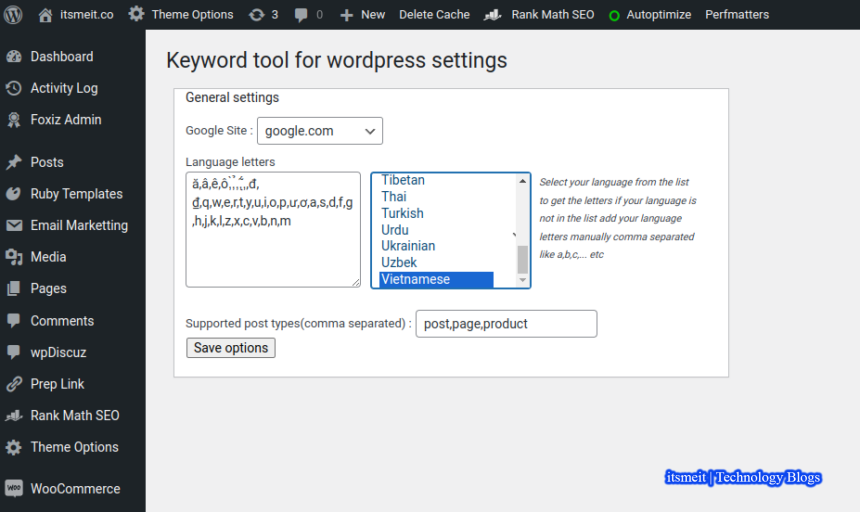 itsmeit.co Theme Options 3 0 New Delete Cache Rank Math SEO Autoptimize Perfmatters
Dashboard
Activity Log
Foxiz Admin
Posts
Ruby Templates
Email Marketting
Media
Pages
Comments
wpDiscuz
Prep Link
Rank Math SEO
Theme Options
WooCommerce
Keyword tool for wordpress settings
General settings
Google Site : google.com
Language letters
,q,w,e,r,t,y,u,i,o,p,ư,ơ,a,s,d,f,g
,h,j,k,l,z,x,c,v,b,n,m
Tibetan
Thai
Turkish
Urdu
Ukrainian
Uzbek
Vietnamese
Select your language from the list
to get the letters if your language is
not in the list add your language
letters manually comma separated
like a,b,c,... etc
Supported post types(comma separated) : post,page,product
Save options
itsmeit | Technology Blogs